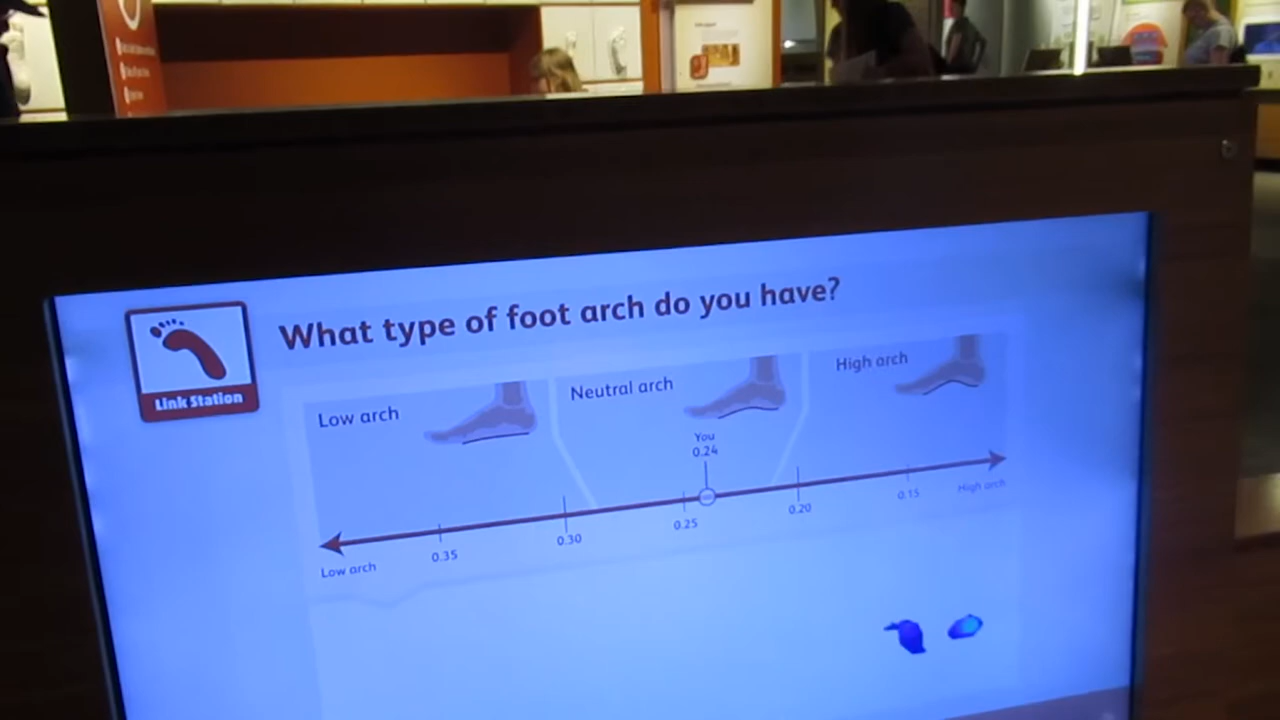 What type of foot arch do you have?
Link Station
Low arch
Neutral arch
High arch
You
0.24
0.35
0.30
0.25
0.20
0.15
Low arch
High arch